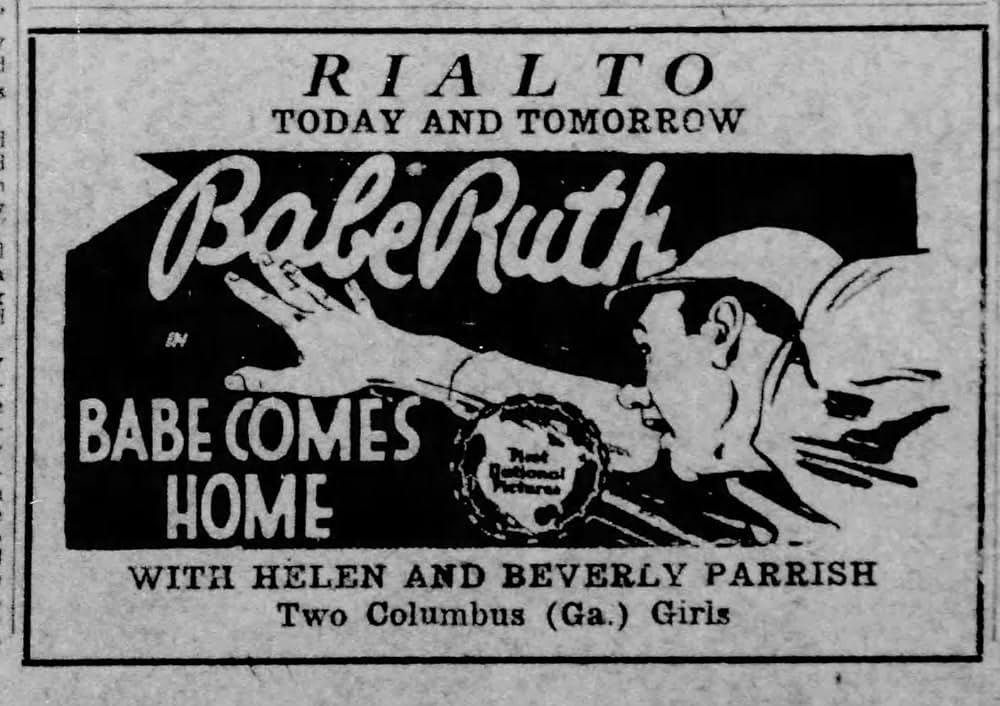 RIALTO
TODAY AND TOMORROW
Babe Ruth
IN
BABE COMES
HOME
First
National
Pictures
WITH HELEN AND BEVERLY PARRISH
Two Columbus (Ga.) Girls